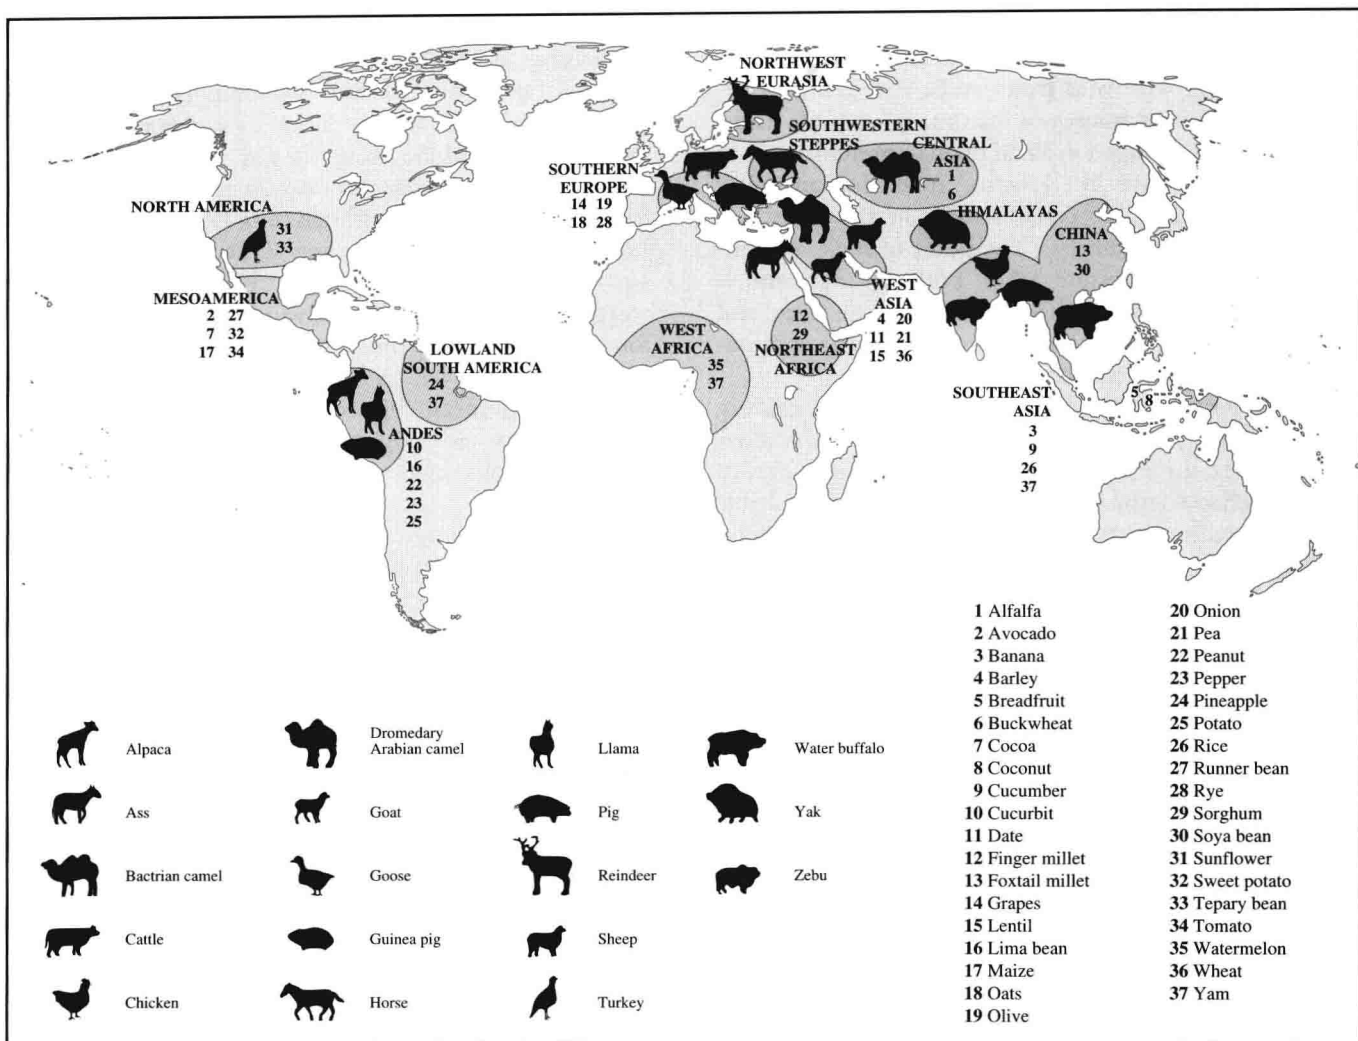 NORTHWEST
EURASIA
SOUTHWESTERN
STEPPES
CENTRAL
ASIA
1
6
SOUTHERN
EUROPE
14 19
18 28
NORTH AMERICA
31
33
HIMALAYAS
CHINA
13
30
MESOAMERICA
2 27
7 32
17 34
WEST
ASIA
4 20
11 21
15 36
12
29
NORTHEAST
AFRICA
WEST
AFRICA
35
37
LOWLAND
SOUTH AMERICA
24
37
ANDES
10
16
22
23
25
SOUTHEAST
ASIA
3
9
26
37
5
8
Alpaca
Ass
Bactrian camel
Cattle
Chicken
Dromedary
Arabian camel
Goat
Goose
Guinea pig
Horse
Llama
Pig
Reindeer
Sheep
Turkey
Water buffalo
Yak
Zebu
1 Alfalfa
2 Avocado
3 Banana
4 Barley
5 Breadfruit
6 Buckwheat
7 Cocoa
8 Coconut
9 Cucumber
10 Cucurbit
11 Date
12 Finger millet
13 Foxtail millet
14 Grapes
15 Lentil
16 Lima bean
17 Maize
18 Oats
19 Olive
20 Onion
21 Pea
22 Peanut
23 Pepper
24 Pineapple
25 Potato
26 Rice
27 Runner bean
28 Rye
29 Sorghum
30 Soya bean
31 Sunflower
32 Sweet potato
33 Tepary bean
34 Tomato
35 Watermelon
36 Wheat
37 Yam